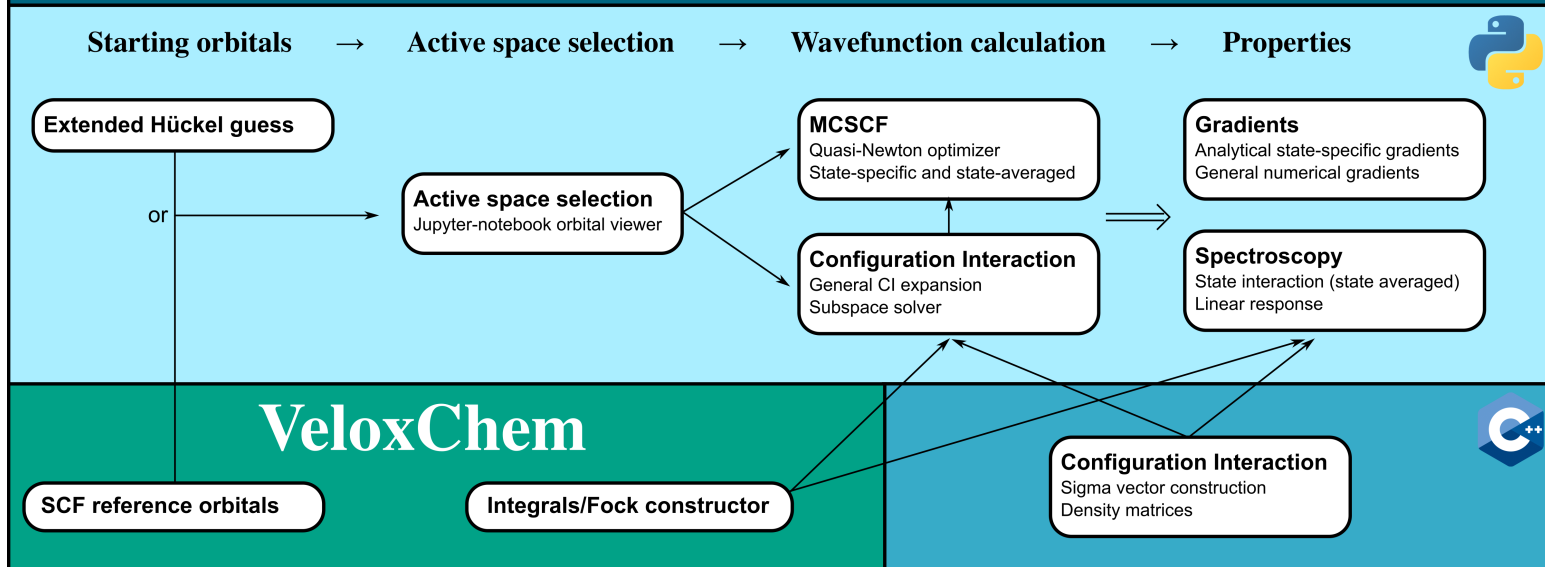 Starting orbitals → Active space selection → Wavefunction calculation → Properties
Extended Hückel guess
or
Active space selection
Jupyter-notebook orbital viewer
MCSCF
Quasi-Newton optimizer
State-specific and state-averaged
Configuration Interaction
General CI expansion
Subspace solver
Gradients
Analytical state-specific gradients
General numerical gradients
Spectroscopy
State interaction (state averaged)
Linear response
VeloxChem
SCF reference orbitals
Integrals/Fock constructor
C++
Configuration Interaction
Sigma vector construction
Density matrices